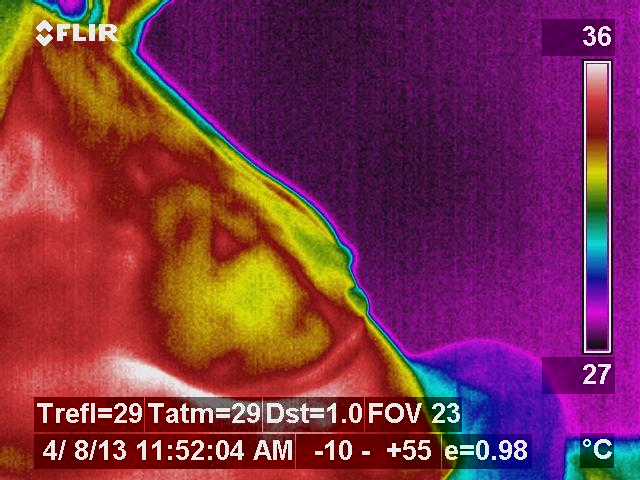 FLIR
36
27
Trefl=29 Tatm=29 Dst=1.0 FOV 23
4/ 8/13 11:52:04 AM -10 - +55 e=0.98 °C